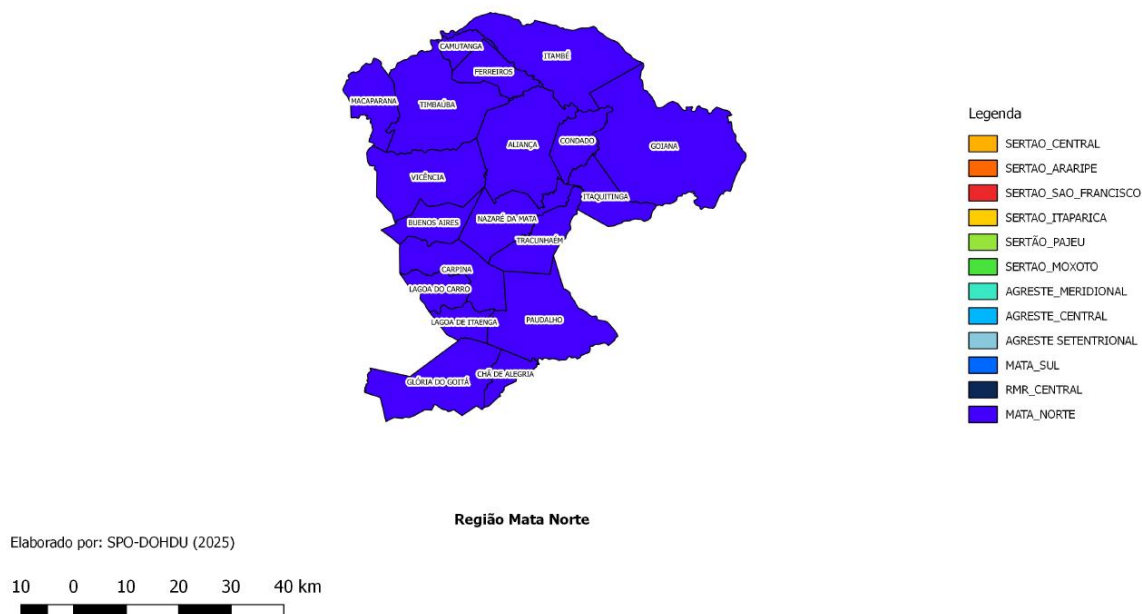 CAMUTANGA
ITAMBÉ
FERREIROS
MACAPARANA
TIMBAÚBA
ALIANÇA
CONDADO
GOIANA
VICÊNCIA
ITAQUITINGA
BUENOS AIRES
NAZARÉ DA MATA
TRACUNHAÉM
CARPINA
LAGOA DO CARRO
LAGOA DE ITAENGA
PAUDALHO
GLÓRIA DO GOITÁ
CHÃ DE ALEGRIA
Legenda
SERTAO_CENTRAL
SERTAO_ARARIPE
SERTAO_SAO_FRANCISCO
SERTAO_ITAPARICA
SERTÃO_PAJEU
SERTAO_MOXOTO
AGRESTE_MERIDIONAL
AGRESTE_CENTRAL
AGRESTE SETENTRIONAL
MATA_SUL
RMR_CENTRAL
MATA_NORTE
Região Mata Norte
Elaborado por: SPO-DOHDU (2025)
10 0 10 20 30 40 km